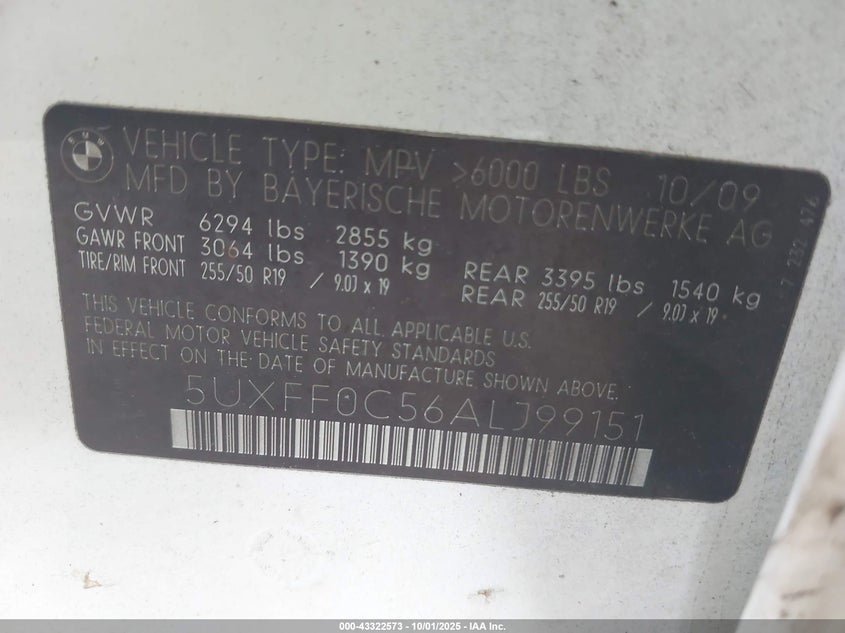 BMW
VEHICLE TYPE: MPV >6000 LBS 10/09
MFD BY BAYERISCHE MOTORENWERKE AG
GVWR 6294 lbs 2855 kg
GAWR FRONT 3064 lbs 1390 kg REAR 3395 lbs 1540 kg
TIRE/RIM FRONT 255/50 R19 / 9.0J x 19 REAR 255/50 R19 / 9.0J x 19
THIS VEHICLE CONFORMS TO ALL APPLICABLE U.S.
FEDERAL MOTOR VEHICLE SAFETY STANDARDS
IN EFFECT ON THE DATE OF MANUFACTURE SHOWN ABOVE.
5UXFF0C56ALJ99151
232 476
000-43322573 - 10/01/2025 - IAA Inc.